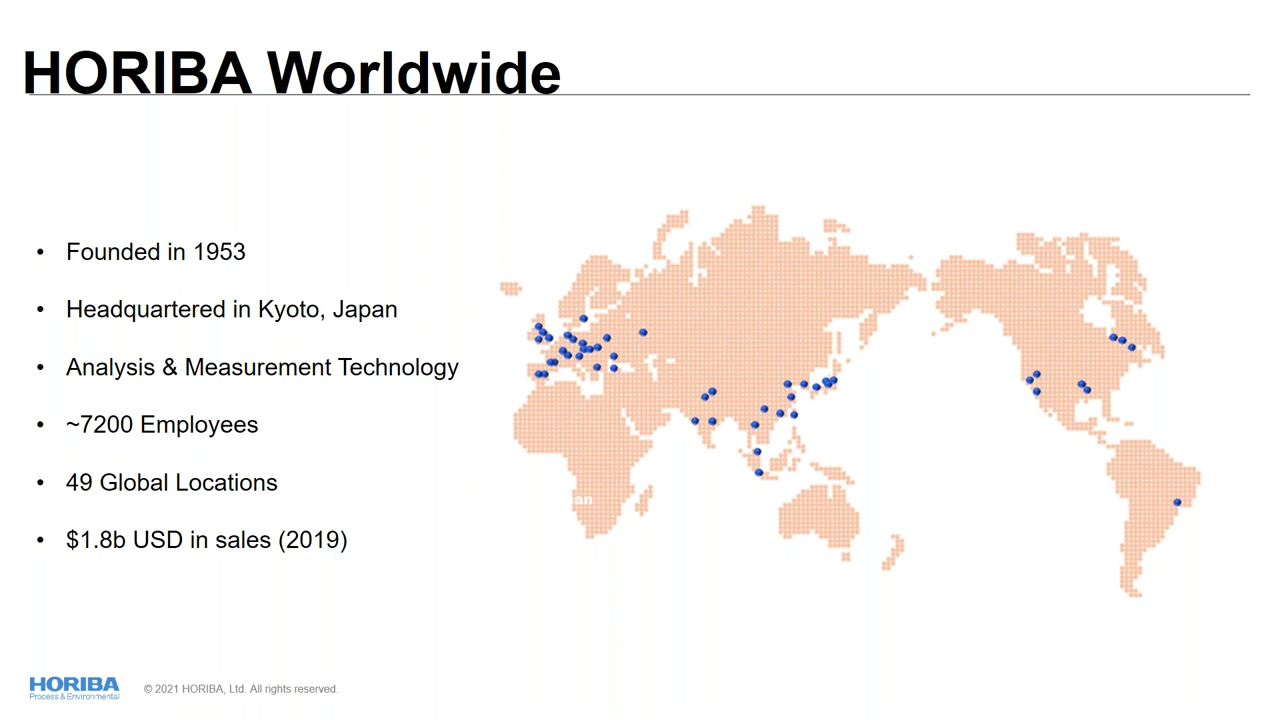 HORIBA Worldwide
• Founded in 1953
• Headquartered in Kyoto, Japan
• Analysis & Measurement Technology
• ~7200 Employees
• 49 Global Locations
• $1.8b USD in sales (2019)
an
HORIBA
Process & Environmental
© 2021 HORIBA, Ltd. All rights reserved.